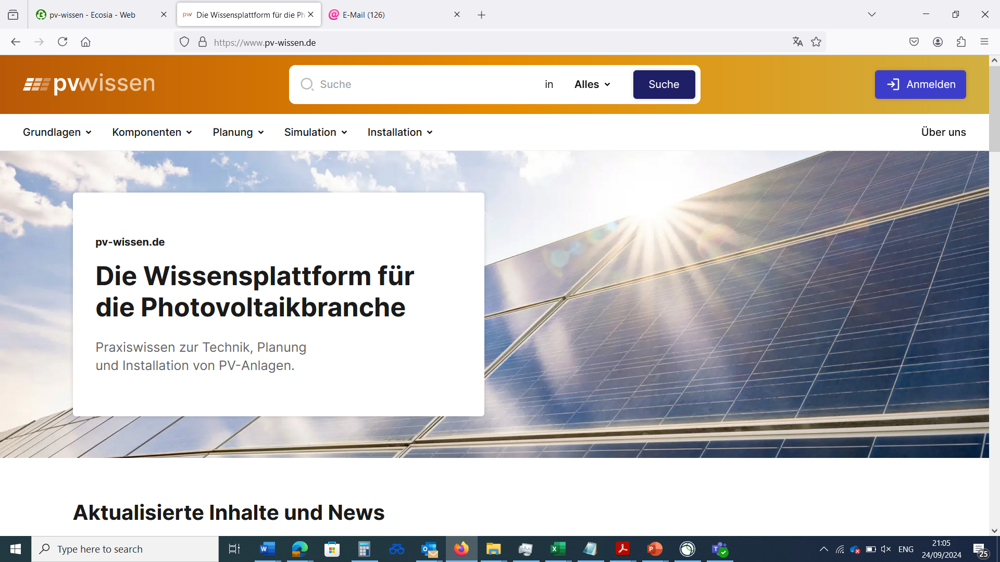 pv-wissen - Ecosia - Web
pw Die Wissensplattform für die Ph
E-Mail (126)
https://www.pv-wissen.de
pvwissen
Suche
in
Alles
Suche
Anmelden
Grundlagen
Komponenten
Planung
Simulation
Installation
Über uns
pv-wissen.de
Die Wissensplattform für
die Photovoltaikbranche
Praxiswissen zur Technik, Planung
und Installation von PV-Anlagen.
Aktualisierte Inhalte und News
Type here to search
ENG
21:05
24/09/2024
25